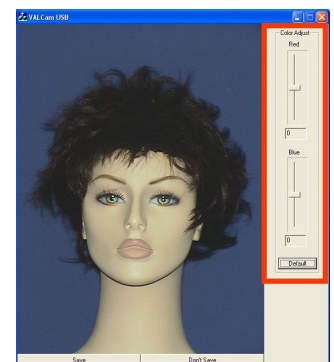 VALCam USB
Color Adjust
Red
0
Blue
0
Default
Save
Don't Save